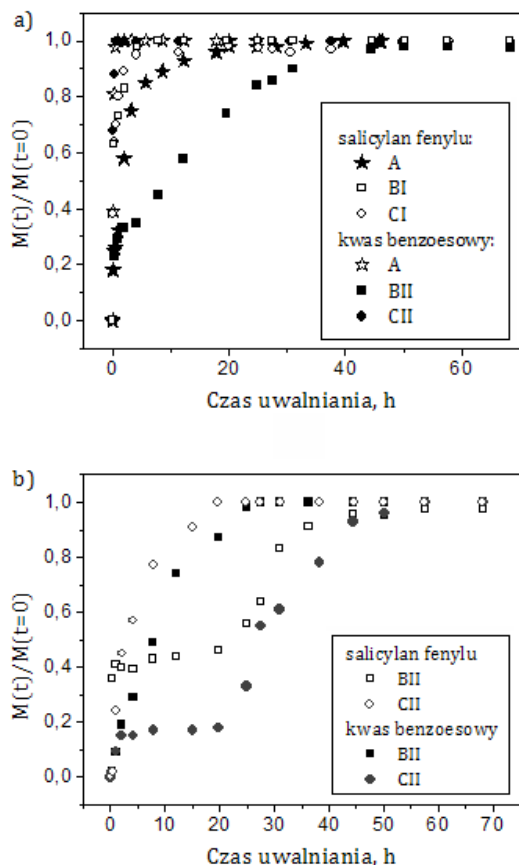 a)
1,0
0,8
0,6
0,4
0,2
0,0
M(t)/M(t=0)
salicylan fenylu:
A
BI
CI
kwas benzoesowy:
A
BII
CII
0 20 40 60
Czas uwalniania, h
b)
1,0
0,8
0,6
0,4
0,2
0,0
M(t)/M(t=0)
salicylan fenylu
BII
CII
kwas benzoesowy
BII
CII
0 10 20 30 40 50 60 70
Czas uwalniania, h